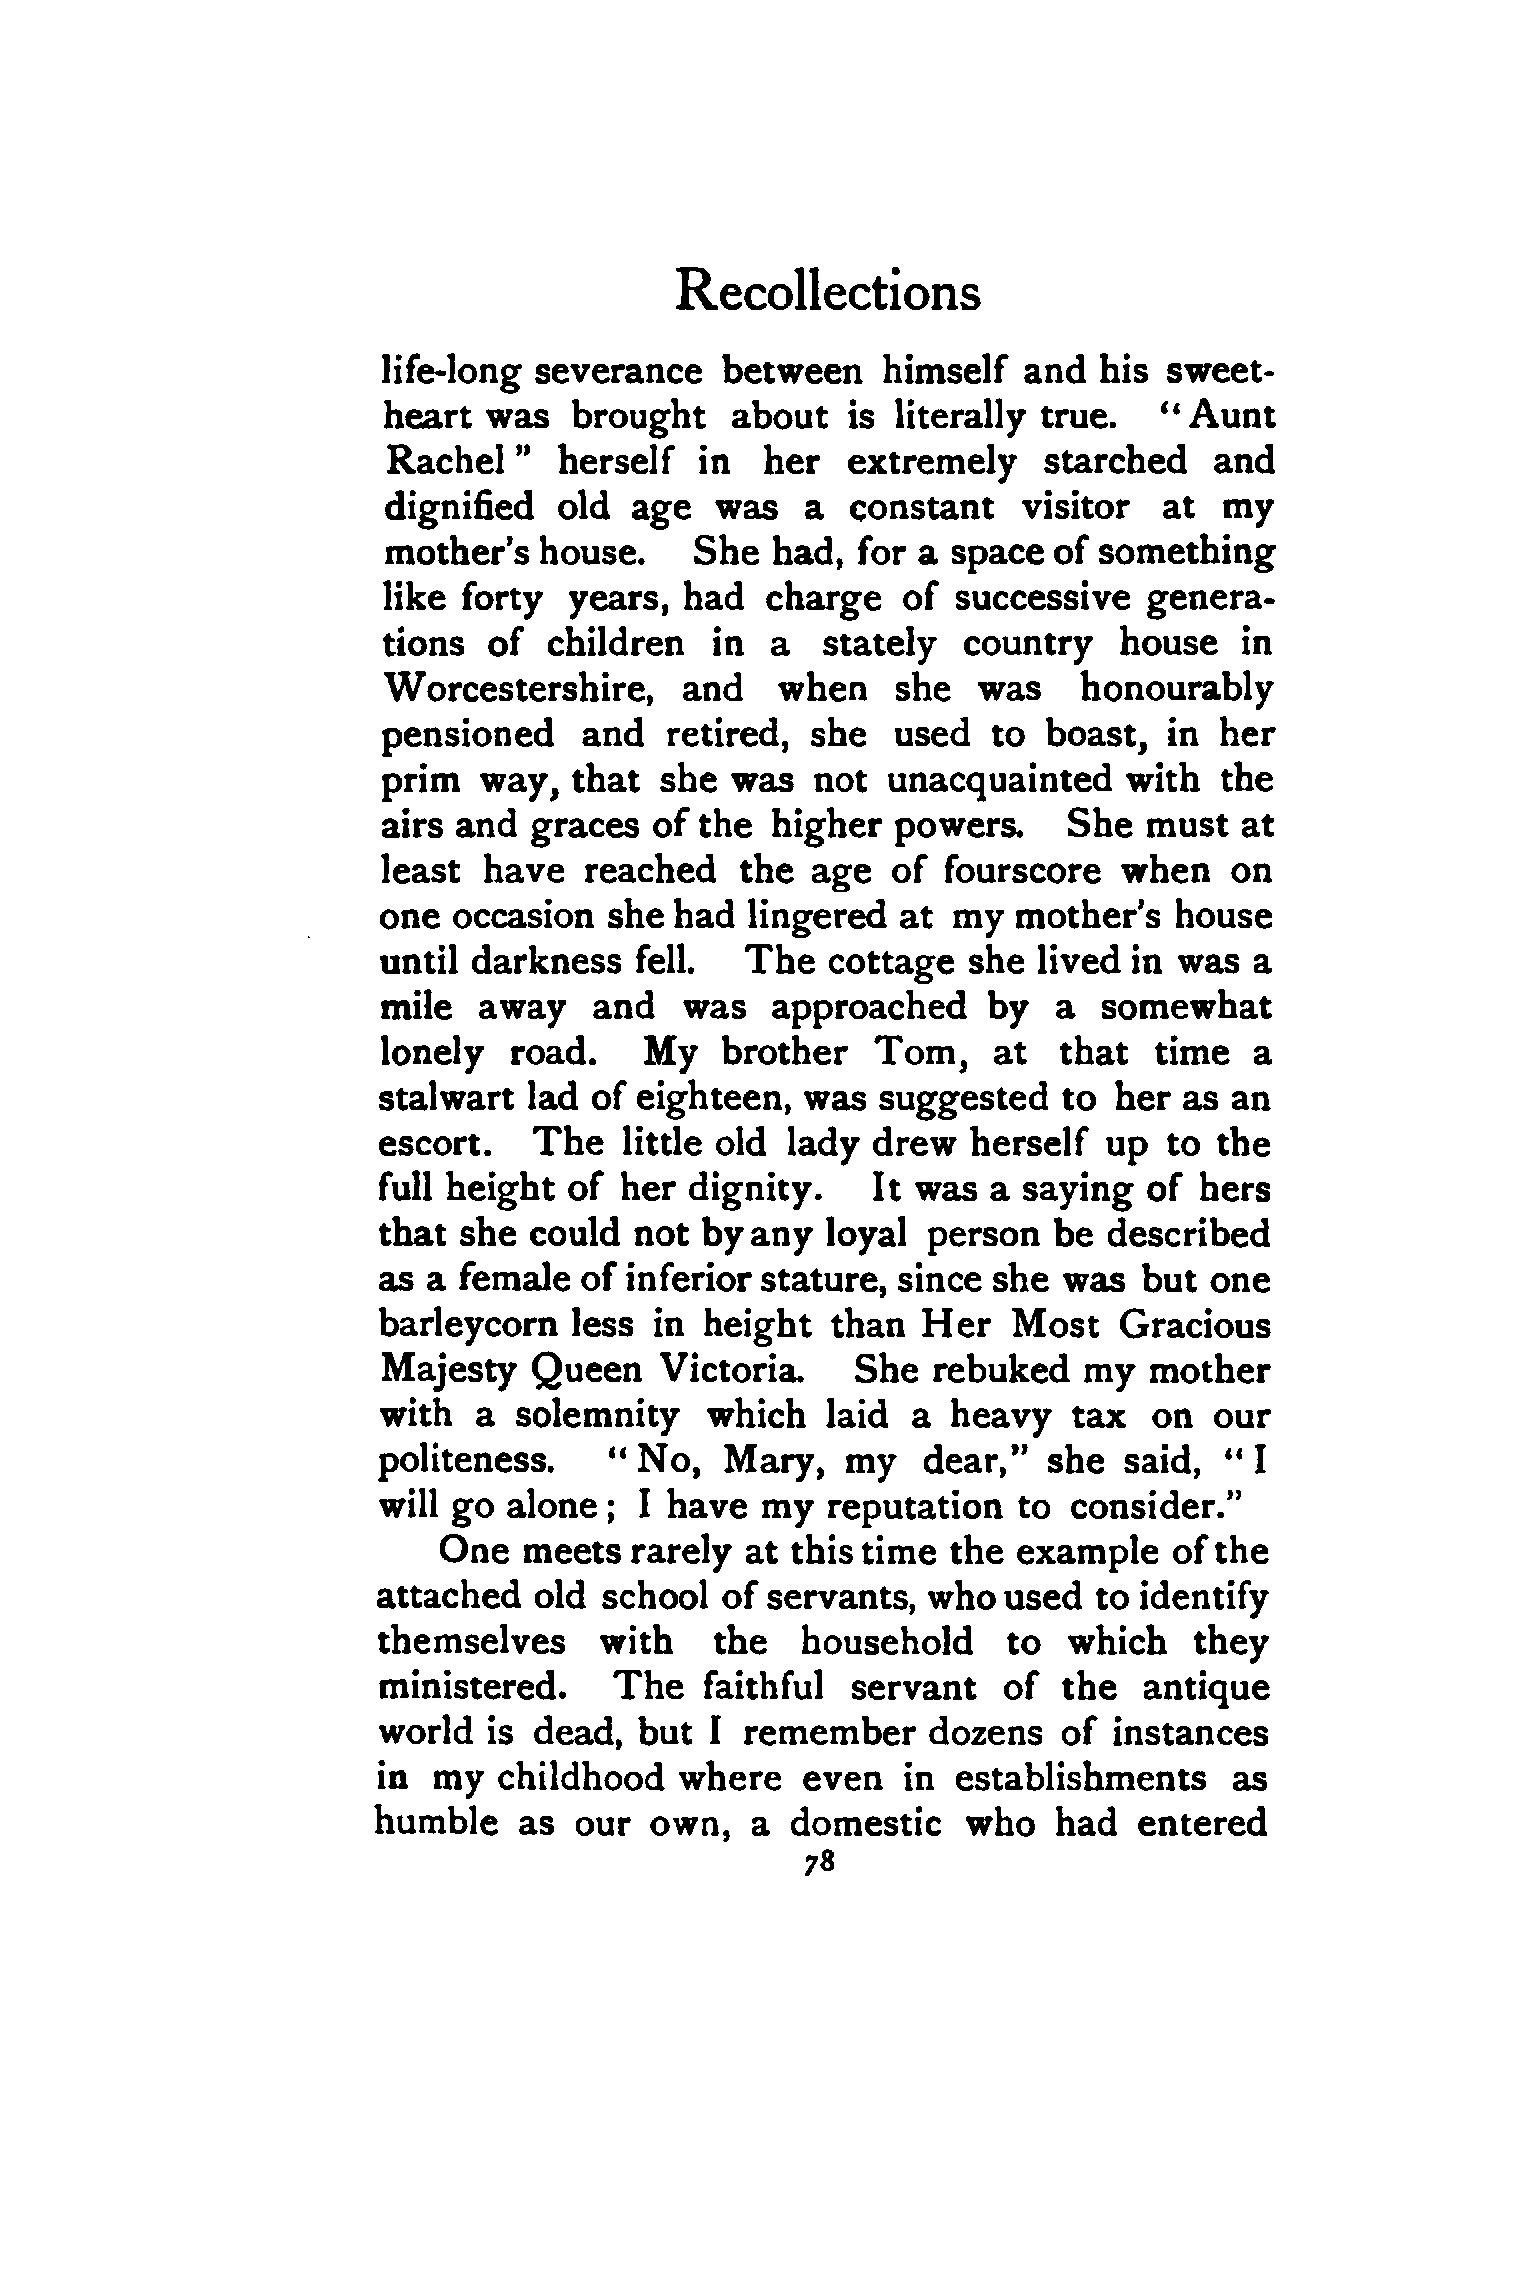 Recollections
life-long severance between himself and his sweet-
heart was brought about is literally true. "Aunt
Rachel" herself in her extremely starched and
dignified old age was a constant visitor at my
mother's house. She had, for a space of something
like forty years, had charge of successive genera-
tions of children in a stately country house in
Worcestershire, and when she was honourably
pensioned and retired, she used to boast, in her
prim way, that she was not unacquainted with the
airs and graces of the higher powers. She must at
least have reached the age of fourscore when on
one occasion she had lingered at my mother's house
until darkness fell. The cottage she lived in was a
mile away and was approached by a somewhat
lonely road. My brother Tom, at that time a
stalwart lad of eighteen, was suggested to her as an
escort. The little old lady drew herself up to the
full height of her dignity. It was a saying of hers
that she could not by any loyal person be described
as a female of inferior stature, since she was but one
barleycorn less in height than Her Most Gracious
Majesty Queen Victoria. She rebuked my mother
with a solemnity which laid a heavy tax on our
politeness. "No, Mary, my dear," she said, "I
will go alone; I have my reputation to consider."
One meets rarely at this time the example of the
attached old school of servants, who used to identify
themselves with the household to which they
ministered. The faithful servant of the antique
world is dead, but I remember dozens of instances
in my childhood where even in establishments as
humble as our own, a domestic who had entered
78